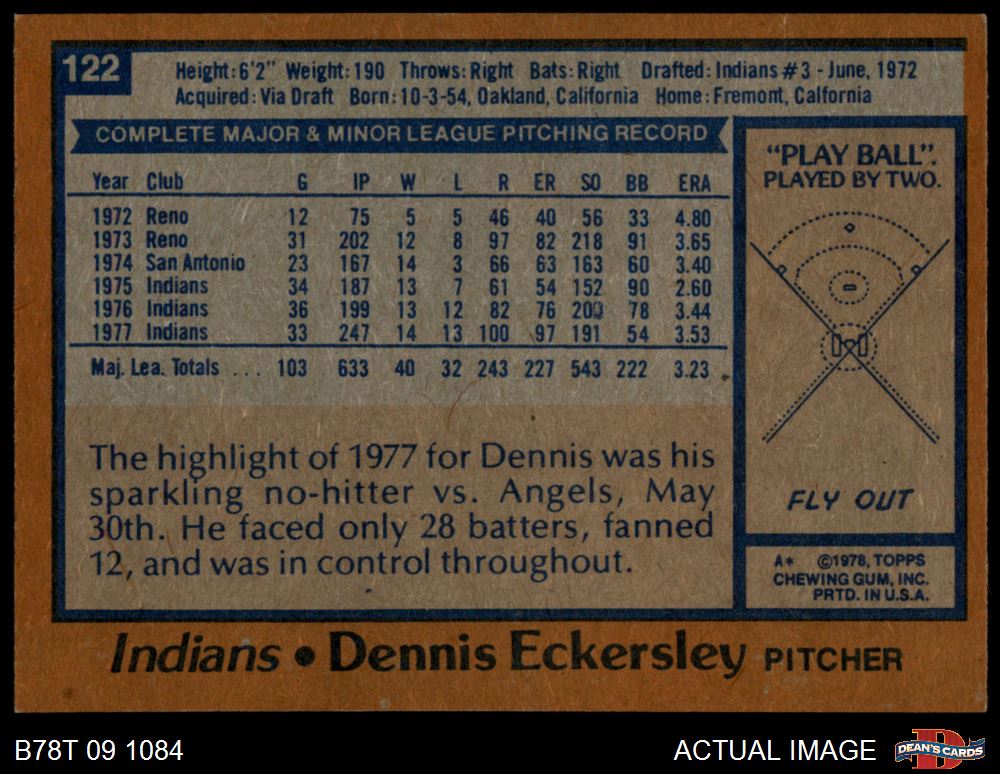 122
Height: 6'2" Weight: 190 Throws: Right Bats: Right Drafted: Indians #3 - June, 1972
Acquired: Via Draft Born: 10-3-54, Oakland, California Home: Fremont, Calfornia
COMPLETE MAJOR & MINOR LEAGUE PITCHING RECORD
Year Club G IP W L R ER SO BB ERA
1972 Reno 12 75 5 5 46 40 56 33 4.80
1973 Reno 31 202 12 8 97 82 218 91 3.65
1974 San Antonio 23 167 14 3 66 63 163 60 3.40
1975 Indians 34 187 13 7 61 54 152 90 2.60
1976 Indians 36 199 13 12 82 76 200 78 3.44
1977 Indians 33 247 14 13 100 97 191 54 3.53
Maj. Lea. Totals ... 103 633 40 32 243 227 543 222 3.23
The highlight of 1977 for Dennis was his
sparkling no-hitter vs. Angels, May
30th. He faced only 28 batters, fanned
12, and was in control throughout.
"PLAY BALL".
PLAYED BY TWO.
FLY OUT
A* ©1978, TOPPS
CHEWING GUM, INC.
PRTD. IN U.S.A.
Indians • Dennis Eckersley PITCHER
B78T 09 1084
ACTUAL IMAGE
D
DEAN'S CARDS